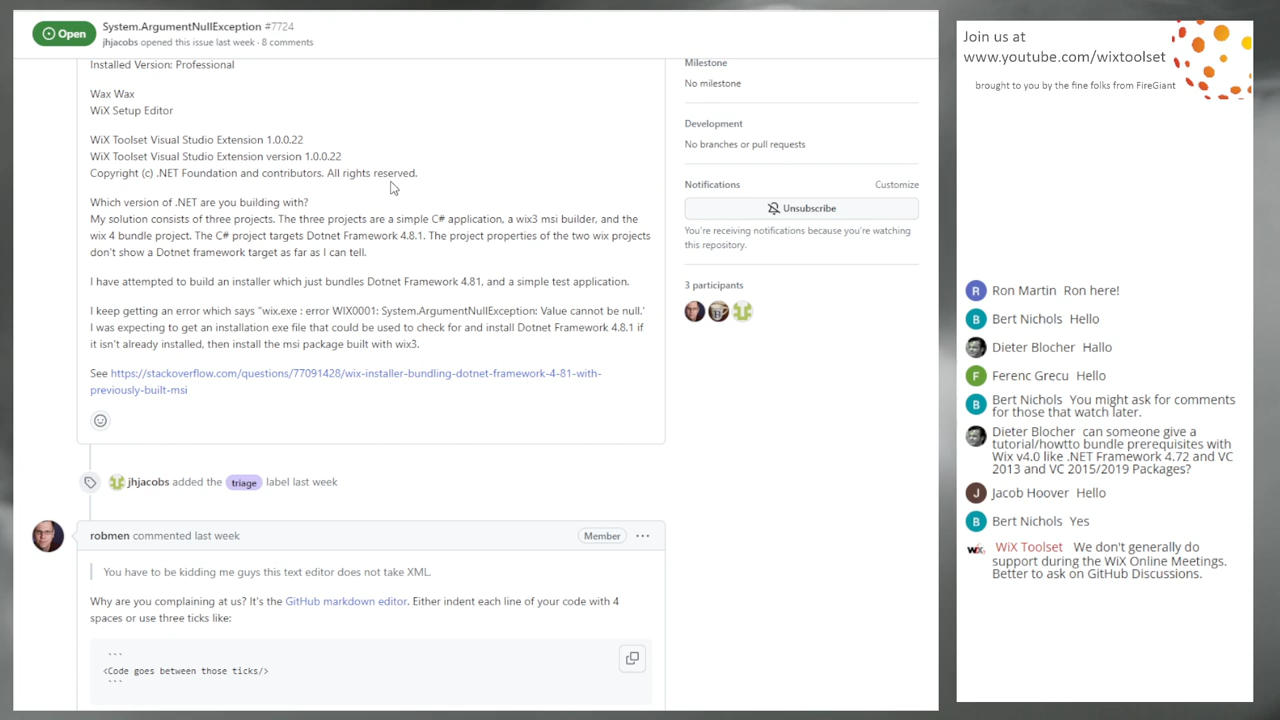 Open
System.ArgumentNullException #7724
jhjacobs opened this issue last week · 8 comments
Installed Version: Professional
Wax Wax
WiX Setup Editor
WiX Toolset Visual Studio Extension 1.0.0.22
WiX Toolset Visual Studio Extension version 1.0.0.22
Copyright (c) .NET Foundation and contributors. All rights reserved.
Which version of .NET are you building with?
My solution consists of three projects. The three projects are a simple C# application, a wix3 msi builder, and the
wix 4 bundle project. The C# project targets Dotnet Framework 4.8.1. The project properties of the two wix projects
don't show a Dotnet framework target as far as I can tell.
I have attempted to build an installer which just bundles Dotnet Framework 4.81, and a simple test application.
I keep getting an error which says "wix.exe : error WIX0001: System.ArgumentNullException: Value cannot be null.'
I was expecting to get an installation exe file that could be used to check for and install Dotnet Framework 4.8.1 if
it isn't already installed, then install the msi package built with wix3.
See https://stackoverflow.com/questions/77091428/wix-installer-bundling-dotnet-framework-4-81-with-
previously-built-msi
jhjacobs added the triage label last week
robmen commented last week
Member
You have to be kidding me guys this text editor does not take XML.
Why are you complaining at us? It's the GitHub markdown editor. Either indent each line of your code with 4
spaces or use three ticks like:
```
<Code goes between those ticks/>
```
Milestone
No milestone
Development
No branches or pull requests
Notifications
Customize
Unsubscribe
You're receiving notifications because you're watching
this repository.
3 participants
Join us at
www.youtube.com/wixtoolset
brought to you by the fine folks from FireGiant
R Ron Martin Ron here!
B Bert Nichols Hello
Dieter Blocher Hallo
F Ferenc Grecu Hello
B Bert Nichols You might ask for comments
for those that watch later.
Dieter Blocher can someone give a
tutorial/howtto bundle prerequisites with
Wix v4.0 like .NET Framework 4.72 and VC
2013 and VC 2015/2019 Packages?
J Jacob Hoover Hello
B Bert Nichols Yes
WiX WiX Toolset We don't generally do
support during the WiX Online Meetings.
Better to ask on GitHub Discussions.